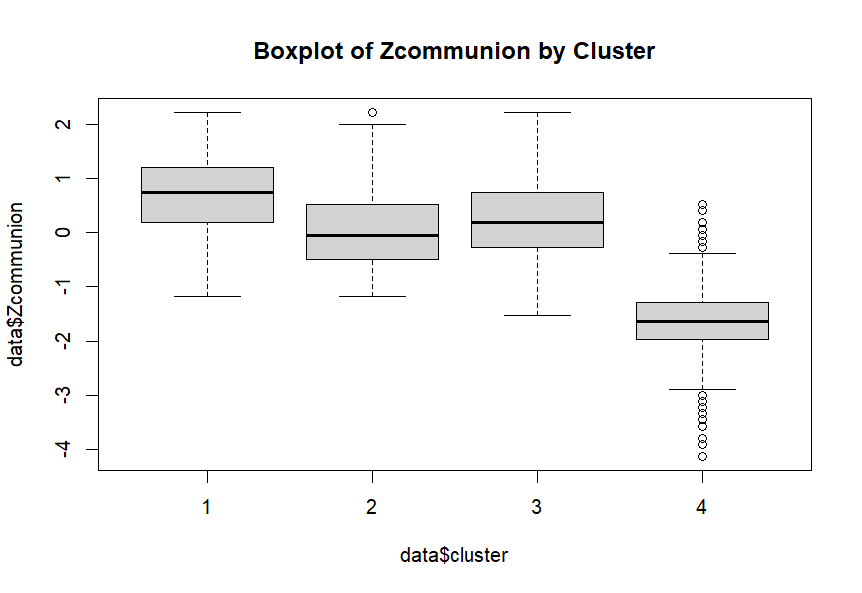 Boxplot of Zcommunion by Cluster
data$Zcommunion
2
1
0
-1
-2
-3
-4
1 2 3 4
data$cluster